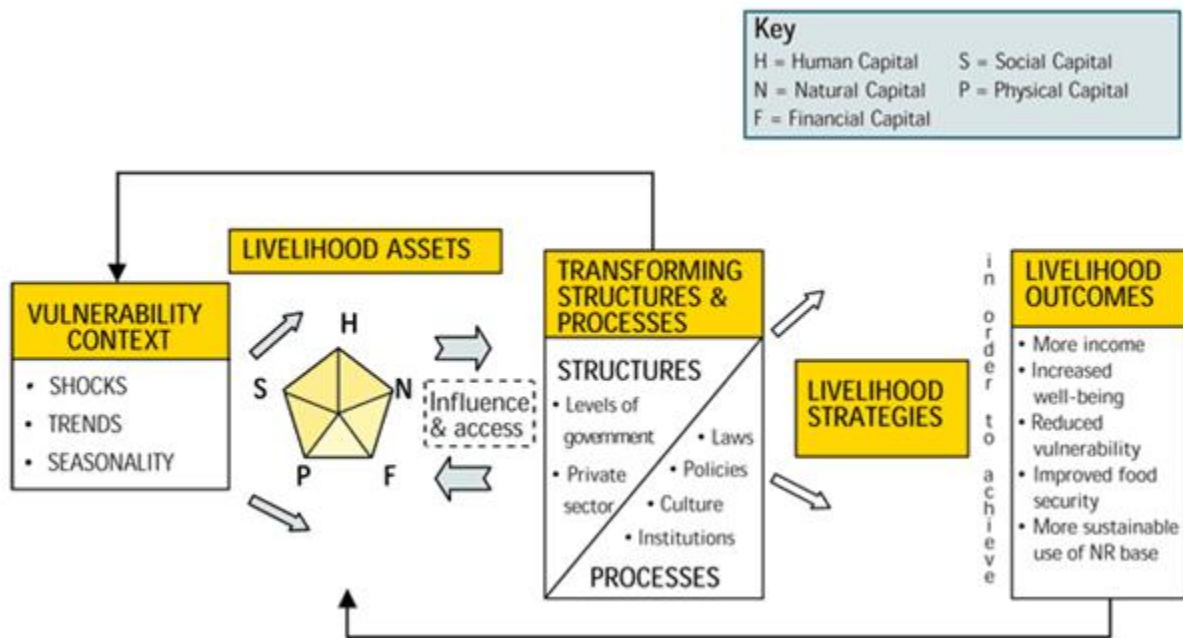 Key
H = Human Capital S = Social Capital
N = Natural Capital P = Physical Capital
F = Financial Capital
LIVELIHOOD ASSETS
VULNERABILITY
CONTEXT
• SHOCKS
• TRENDS
• SEASONALITY
H
S
N
P
F
Influence
& access
TRANSFORMING
STRUCTURES &
PROCESSES
STRUCTURES
• Levels of
government
• Private
sector
• Laws
• Policies
• Culture
• Institutions
PROCESSES
LIVELIHOOD
STRATEGIES
in order to achieve
LIVELIHOOD
OUTCOMES
• More income
• Increased
well-being
• Reduced
vulnerability
• Improved food
security
• More sustainable
use of NR base